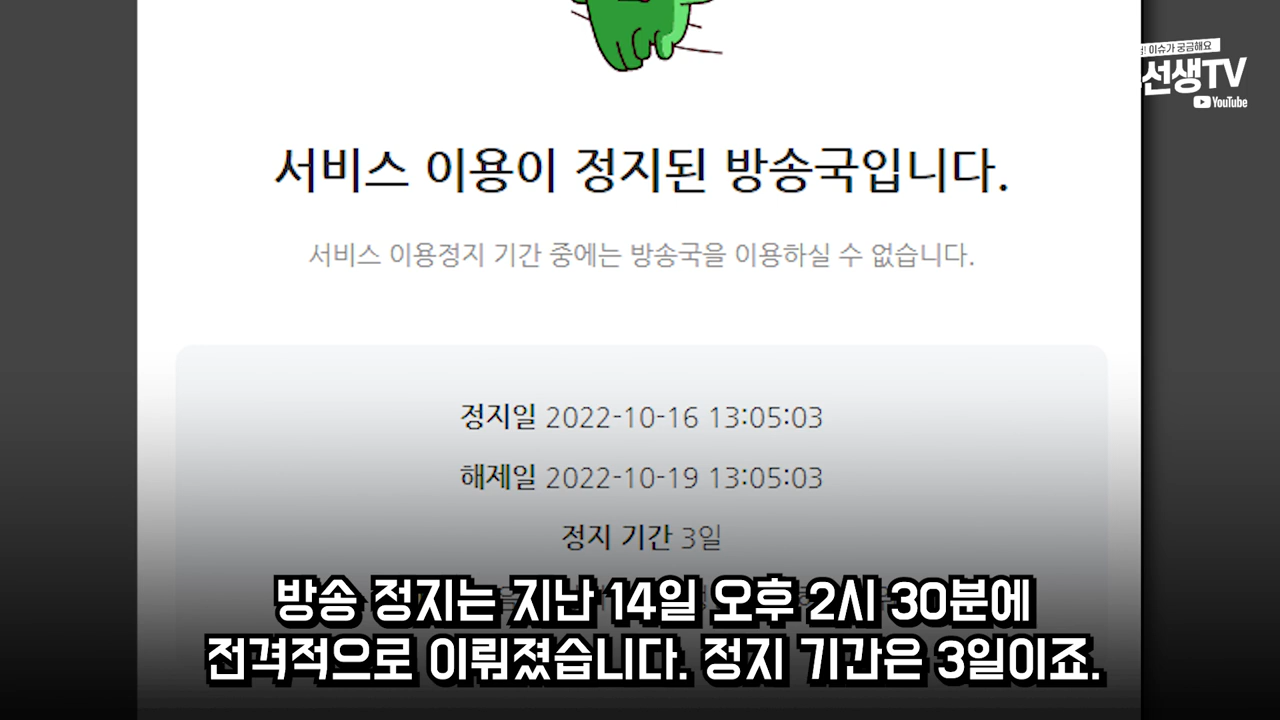 이슈가 궁금해요
선생TV
YouTube
서비스 이용이 정지된 방송국입니다.
서비스 이용정지 기간 중에는 방송국을 이용하실 수 없습니다.
정지일 2022-10-16 13:05:03
해제일 2022-10-19 13:05:03
정지 기간 3일
방송 정지는 지난 14일 오후 2시 30분에
전격적으로 이뤄졌습니다. 정지 기간은 3일이죠.